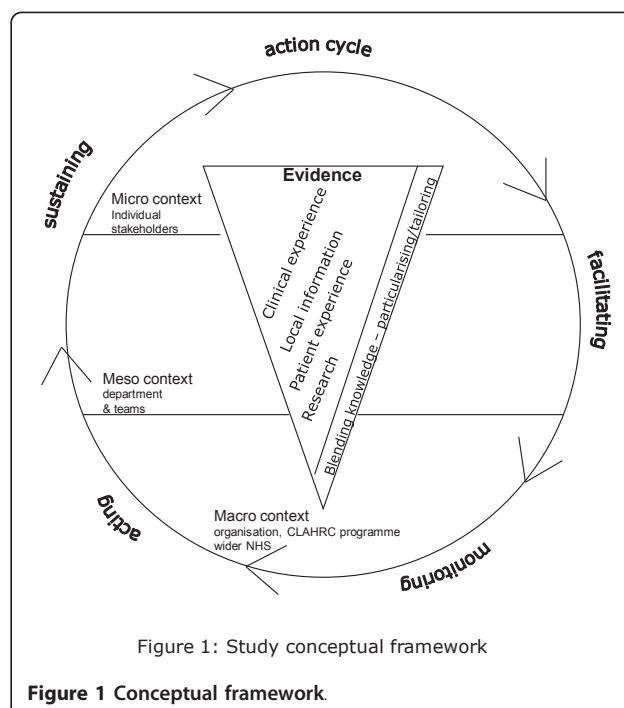 action cycle
sustaining
Evidence
Micro context
Individual
stakeholders
Clinical experience
Local information
Patient experience
Research
Blending knowledge – particularising/tailoring
facilitating
Meso context
department
& teams
acting
Macro context
organisation, CLAHRC programme
wider NHS
monitoring
Figure 1: Study conceptual framework
Figure 1 Conceptual framework.